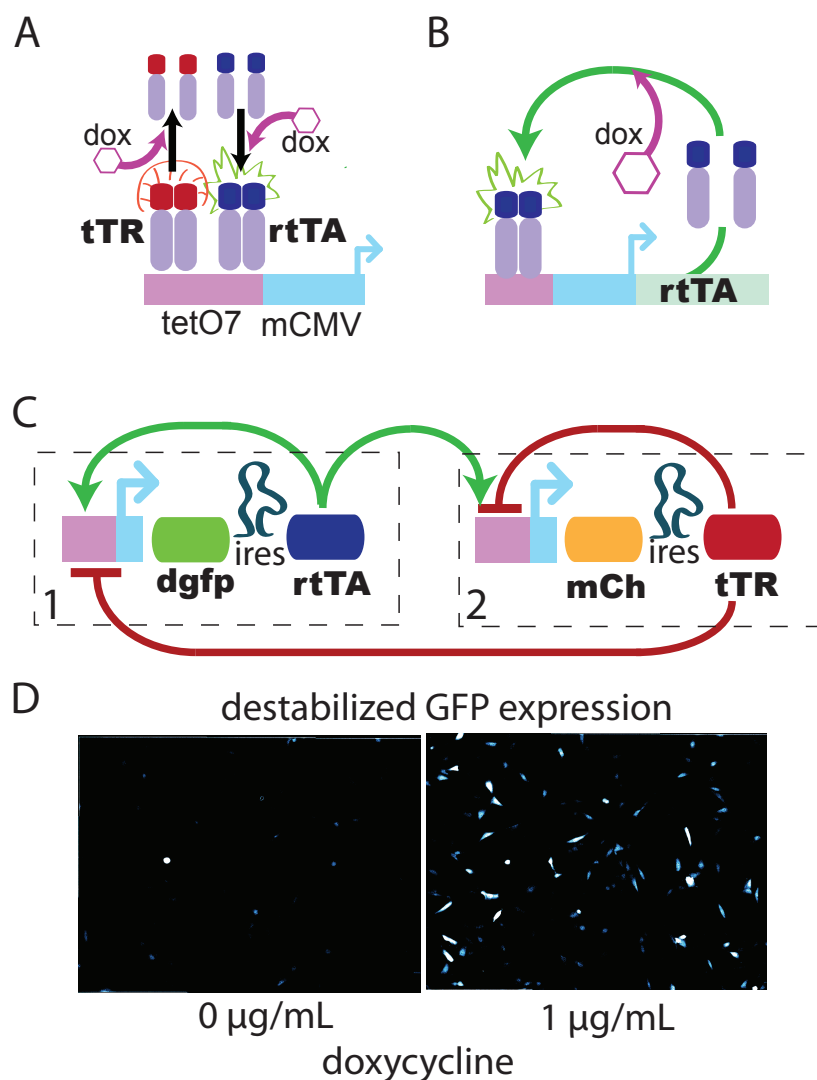 A
B
dox
dox
dox
tTR
rtTA
tetO7
mCMV
rtTA
C
1
dgfp
ires
rtTA
2
mCh
ires
tTR
D
destabilized GFP expression
0 µg/mL
1 µg/mL
doxycycline